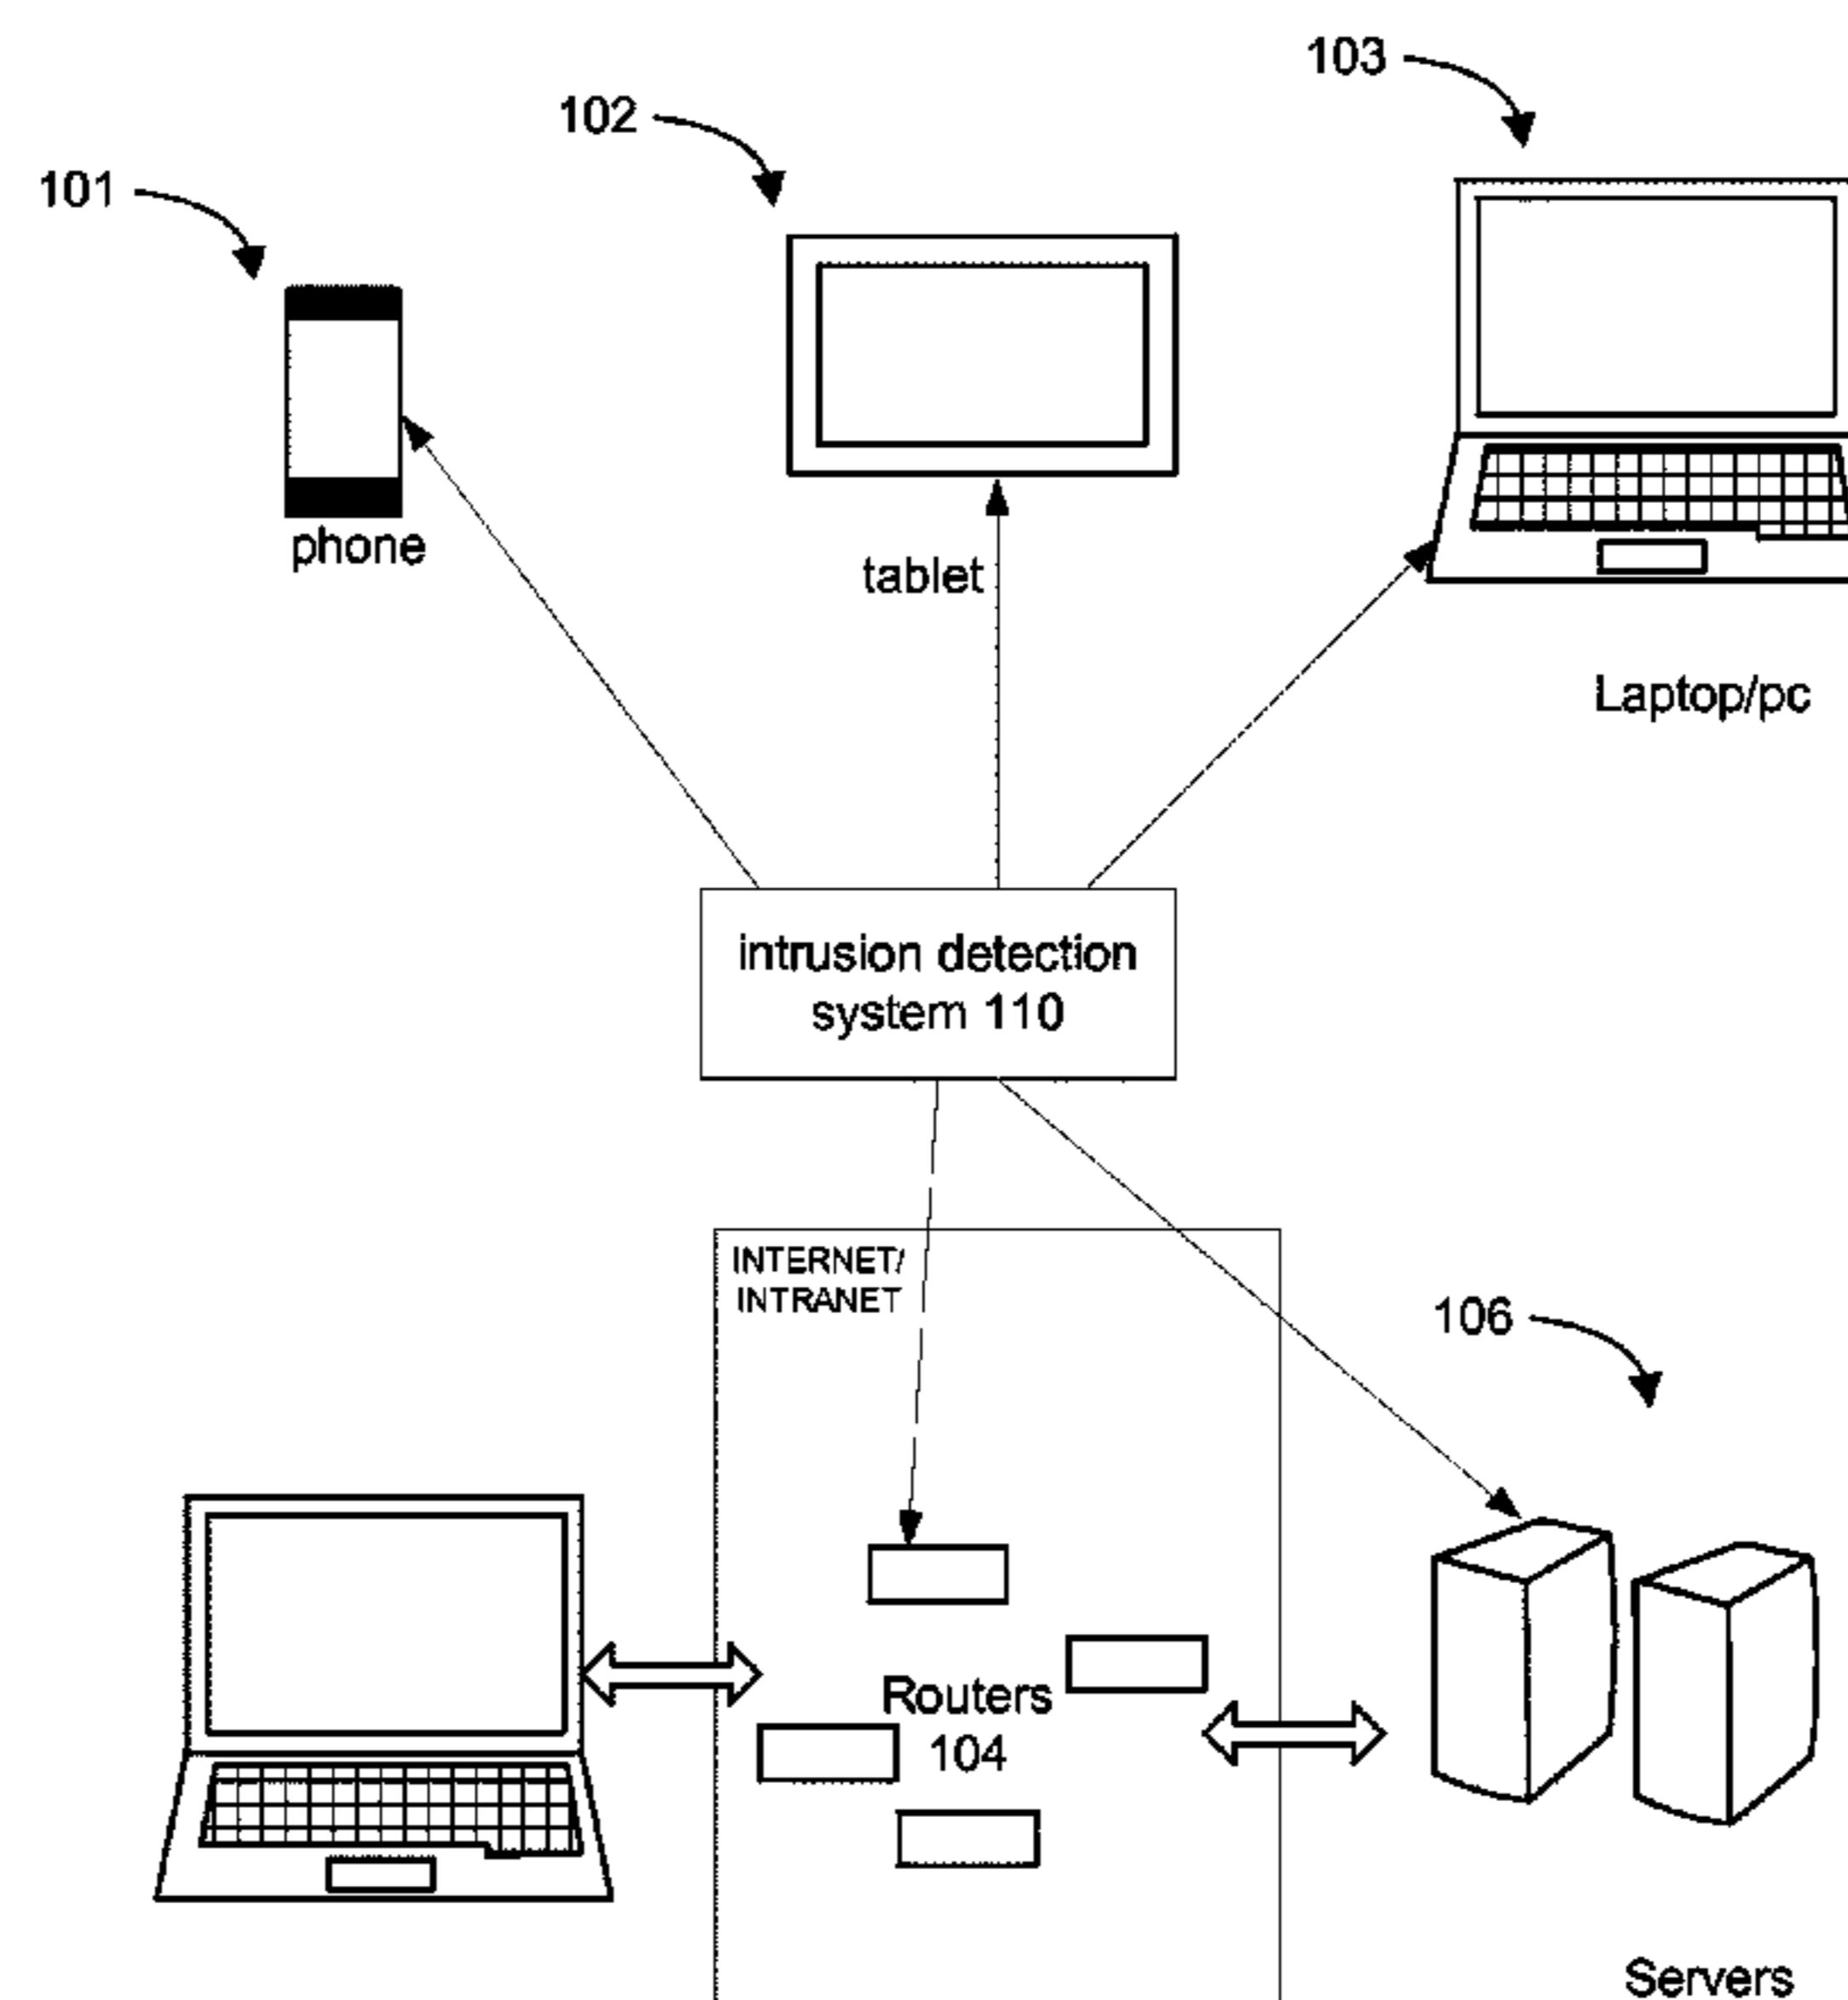 103
102
101
phone
tablet
Laptop/pc
intrusion detection
system 110
INTERNET/
INTRANET
106
Routers
104
Servers